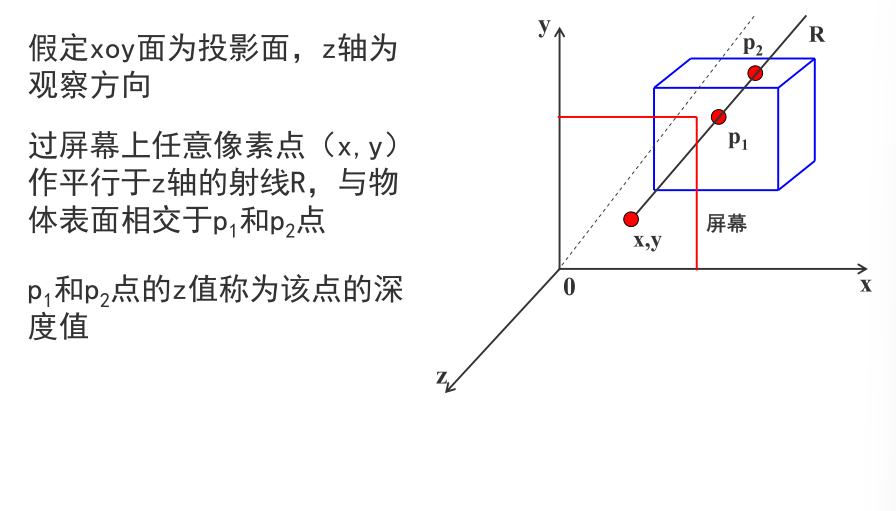 假定xoy面为投影面，z轴为
观察方向
过屏幕上任意像素点（x,y）
作平行于z轴的射线R，与物
体表面相交于p₁和p₂点
p₁和p₂点的z值称为该点的深
度值
y
R
p₂
p₁
屏幕
x,y
0
x
z